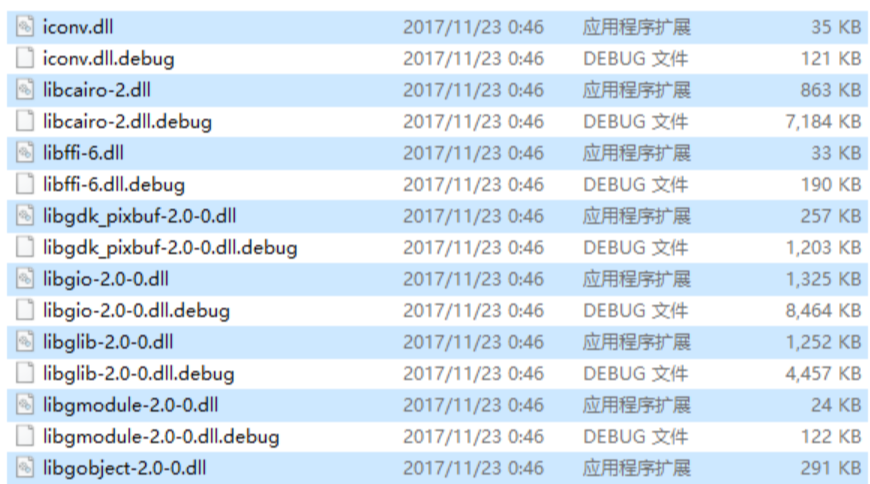 iconv.dll 2017/11/23 0:46 应用程序扩展 35 KB
iconv.dll.debug 2017/11/23 0:46 DEBUG 文件 121 KB
libcairo-2.dll 2017/11/23 0:46 应用程序扩展 863 KB
libcairo-2.dll.debug 2017/11/23 0:46 DEBUG 文件 7,184 KB
libffi-6.dll 2017/11/23 0:46 应用程序扩展 33 KB
libffi-6.dll.debug 2017/11/23 0:46 DEBUG 文件 190 KB
libgdk_pixbuf-2.0-0.dll 2017/11/23 0:46 应用程序扩展 257 KB
libgdk_pixbuf-2.0-0.dll.debug 2017/11/23 0:46 DEBUG 文件 1,203 KB
libgio-2.0-0.dll 2017/11/23 0:46 应用程序扩展 1,325 KB
libgio-2.0-0.dll.debug 2017/11/23 0:46 DEBUG 文件 8,464 KB
libglib-2.0-0.dll 2017/11/23 0:46 应用程序扩展 1,252 KB
libglib-2.0-0.dll.debug 2017/11/23 0:46 DEBUG 文件 4,457 KB
libgmodule-2.0-0.dll 2017/11/23 0:46 应用程序扩展 24 KB
libgmodule-2.0-0.dll.debug 2017/11/23 0:46 DEBUG 文件 122 KB
libgobject-2.0-0.dll 2017/11/23 0:46 应用程序扩展 291 KB